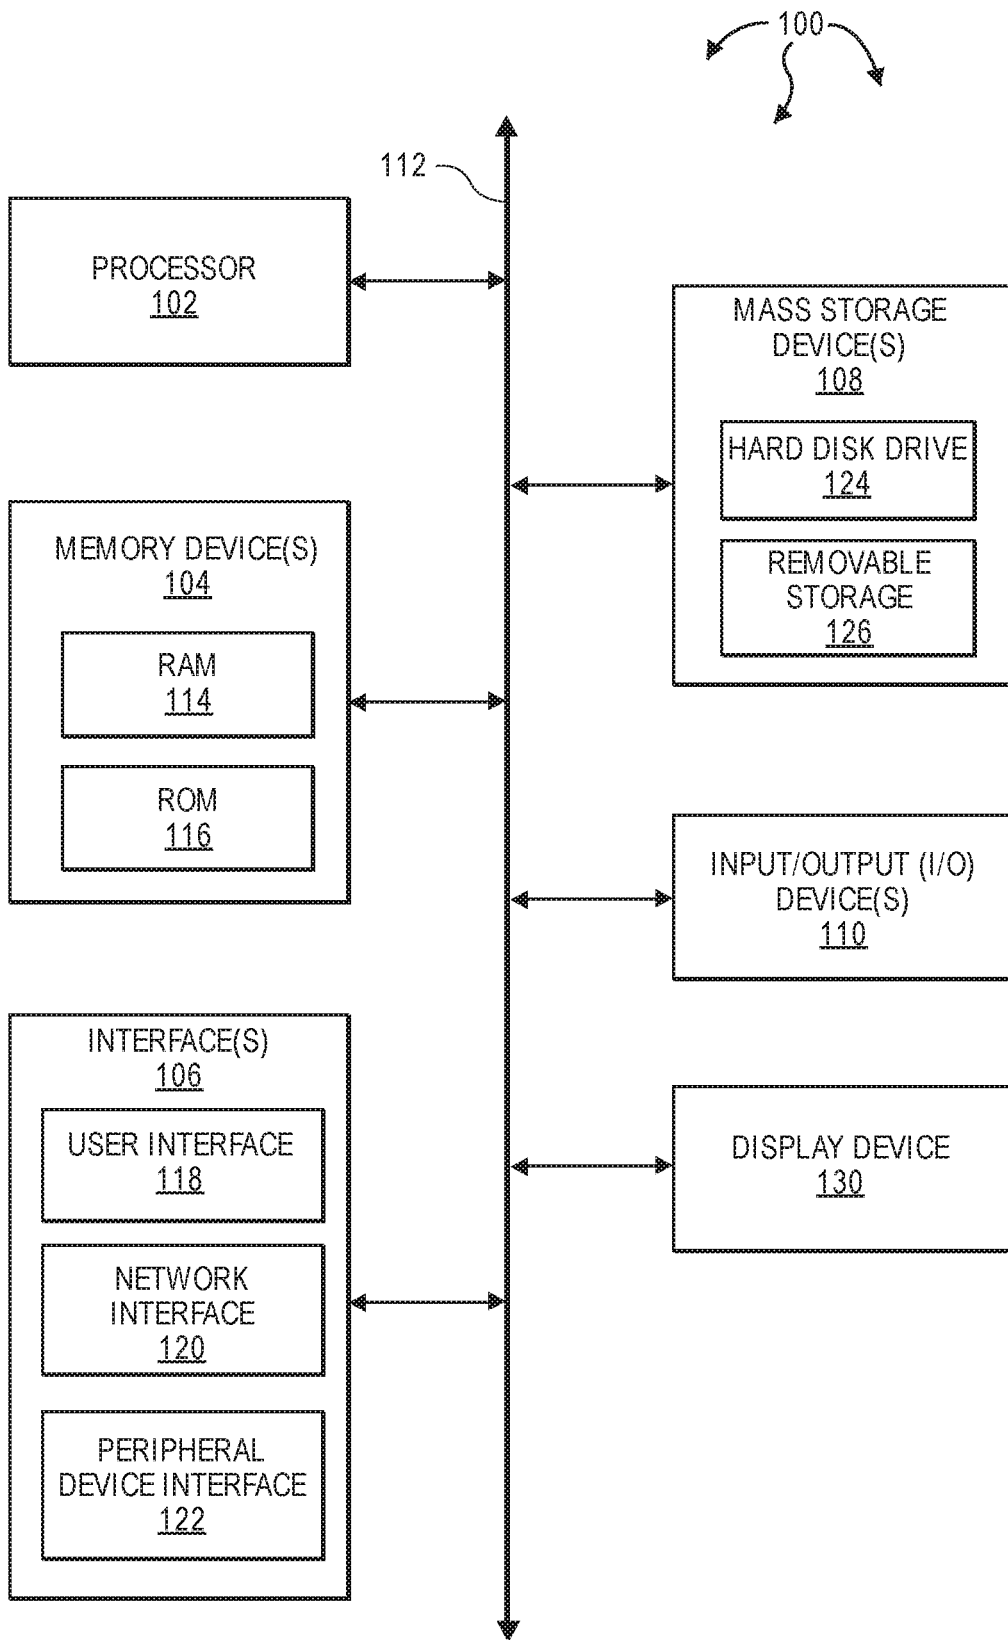 100
112
PROCESSOR
102
MASS STORAGE
DEVICE(S)
108
HARD DISK DRIVE
124
REMOVABLE
STORAGE
126
MEMORY DEVICE(S)
104
RAM
114
ROM
116
INPUT/OUTPUT (I/O)
DEVICE(S)
110
INTERFACE(S)
106
USER INTERFACE
118
NETWORK
INTERFACE
120
PERIPHERAL
DEVICE INTERFACE
122
DISPLAY DEVICE
130